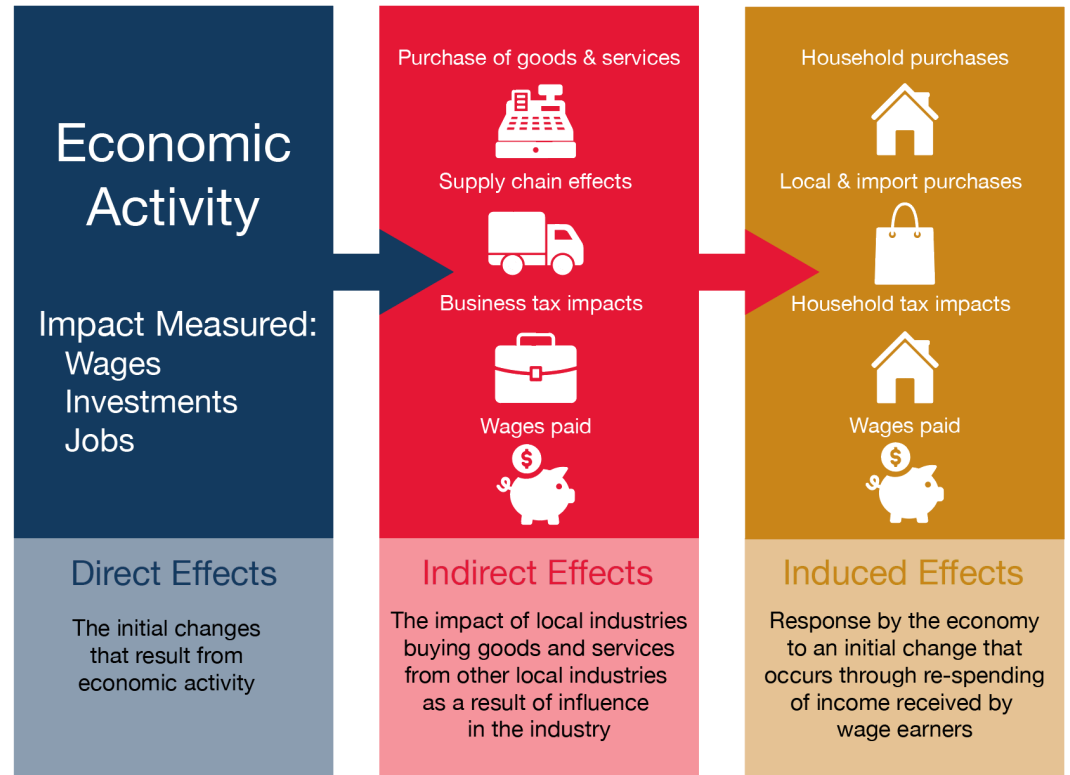 Economic
Activity
Impact Measured:
Wages
Investments
Jobs
Direct Effects
The initial changes
that result from
economic activity
Purchase of goods & services
Supply chain effects
Business tax impacts
Wages paid
$
Indirect Effects
The impact of local industries
buying goods and services
from other local industries
as a result of influence
in the industry
Household purchases
Local & import purchases
Household tax impacts
Wages paid
$
Induced Effects
Response by the economy
to an initial change that
occurs through re-spending
of income received by
wage earners